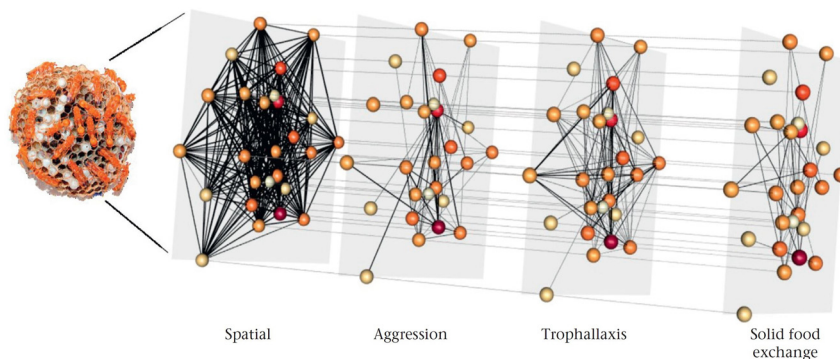 Spatial
Aggression
Trophallaxis
Solid food
exchange